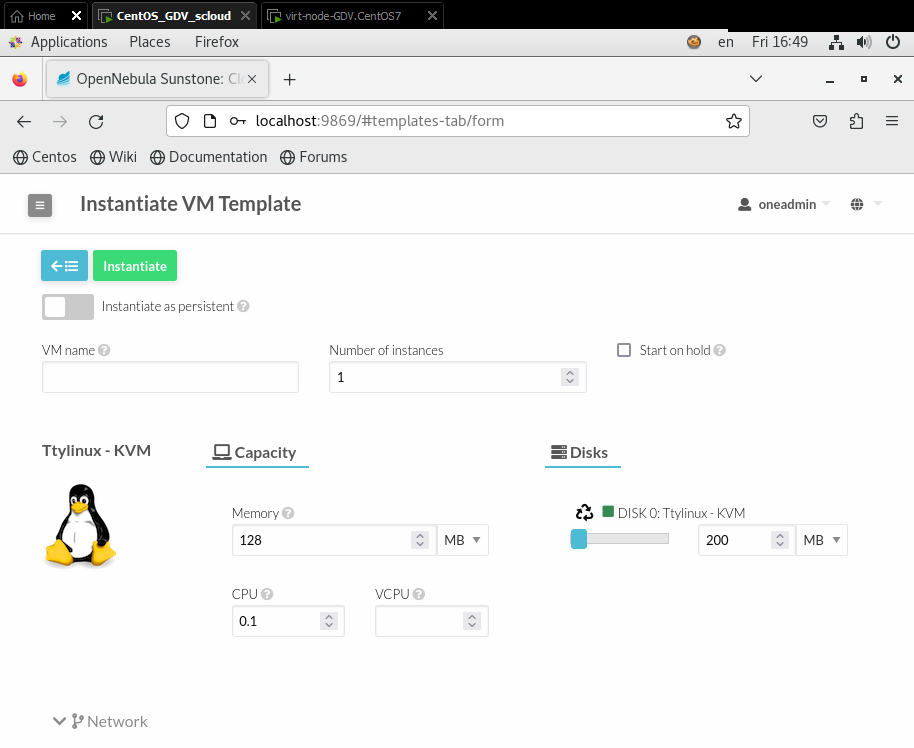 Home CentOS_GDV_scloud virt-node-GDV.CentOS7
Applications Places Firefox en Fri 16:49
OpenNebula Sunstone: Cl
localhost:9869/#templates-tab/form
Centos Wiki Documentation Forums
Instantiate VM Template oneadmin
Instantiate
Instantiate as persistent
VM name Number of instances Start on hold
1
Ttylinux - KVM Capacity Disks
Memory DISK 0: Ttylinux - KVM
128 MB 200 MB
CPU VCPU
0.1
Network